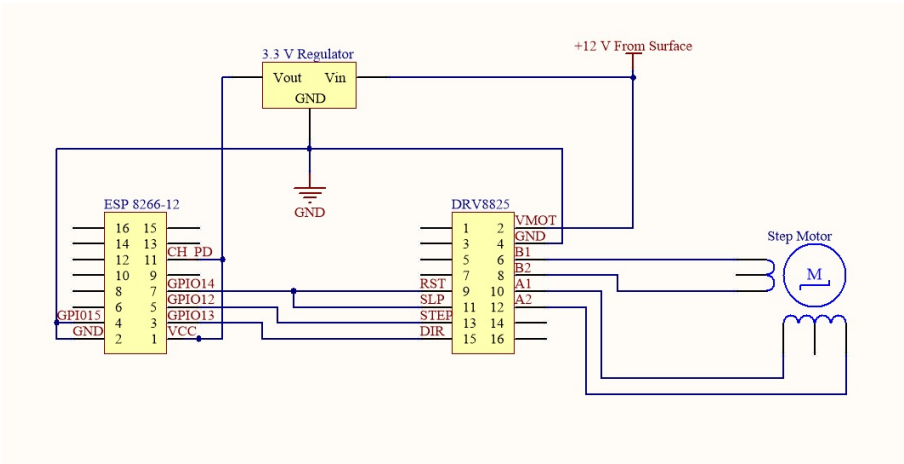 +12 V From Surface
3.3 V Regulator
Vout Vin
GND
GND
ESP 8266-12
16 15
14 13
12 11 CH_PD
10 9
8 7 GPIO14
6 5 GPIO12
GPI015 4 3 GPIO13
GND 2 1 VCC
DRV8825
1 2 VMOT
3 4 GND
5 6 B1
7 8 B2
RST 9 10 A1
SLP 11 12 A2
STEP 13 14
DIR 15 16
Step Motor
M